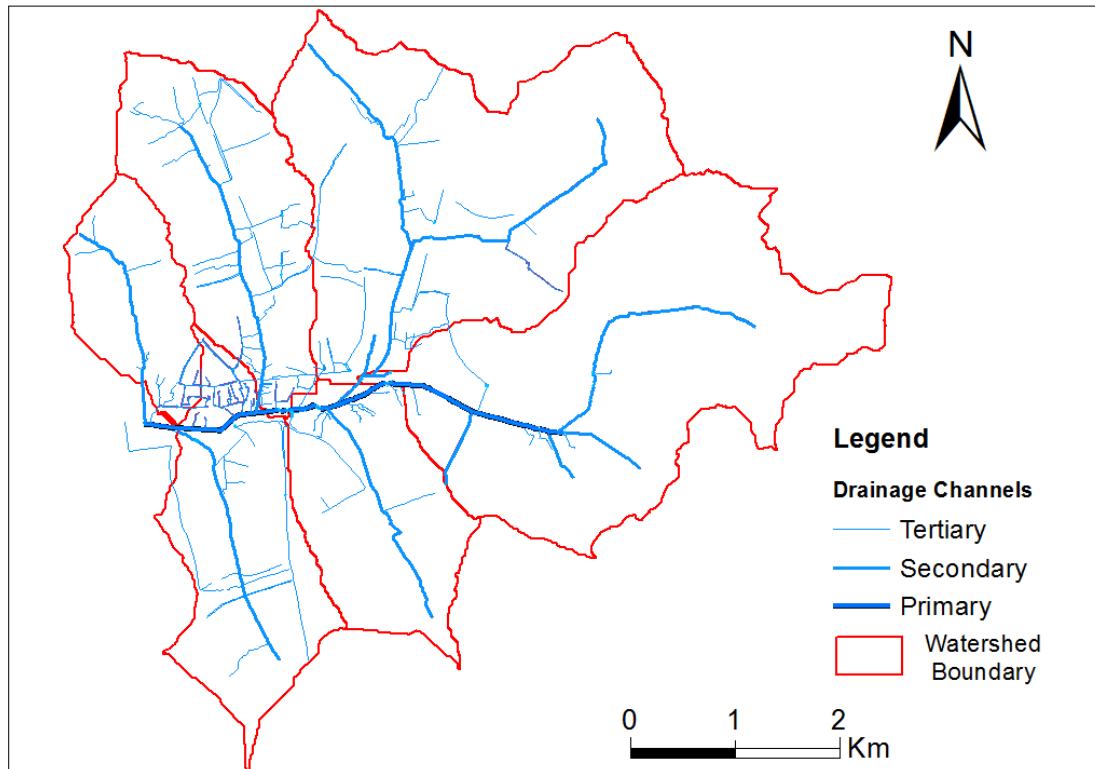 N
Legend
Drainage Channels
Tertiary
Secondary
Primary
Watershed
Boundary
0 1 2
Km